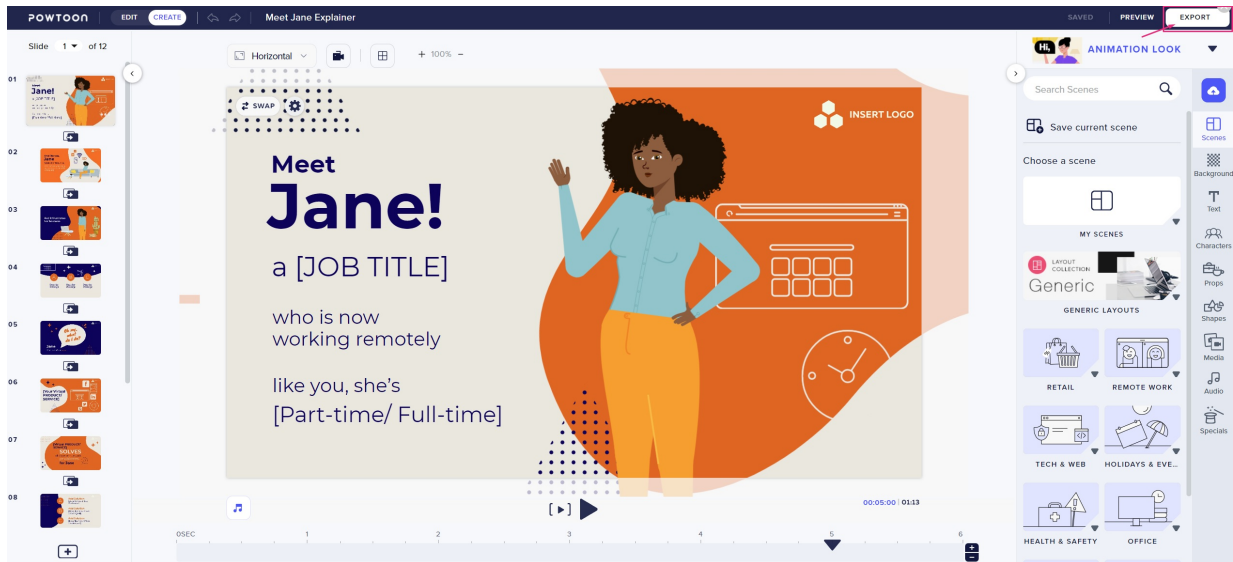 POWTOON
EDIT
CREATE
Meet Jane Explainer
SAVED
PREVIEW
EXPORT
Slide 1 of 12
Horizontal
+ 100% −
Hi,
ANIMATION LOOK
01
Jane!
02
03
04
05
06
07
SOLVES
08
SWAP
INSERT LOGO
Meet
Jane!
a [JOB TITLE]
who is now
working remotely
like you, she's
[Part-time/ Full-time]
00:05:00 01:13
0SEC 1 2 3 4 5 6
Search Scenes
Save current scene
Choose a scene
MY SCENES
LAYOUT
COLLECTION
Generic
GENERIC LAYOUTS
RETAIL
REMOTE WORK
TECH & WEB
HOLIDAYS & EVE...
HEALTH & SAFETY
OFFICE
Scenes
Background
Text
Characters
Props
Shapes
Media
Audio
Specials